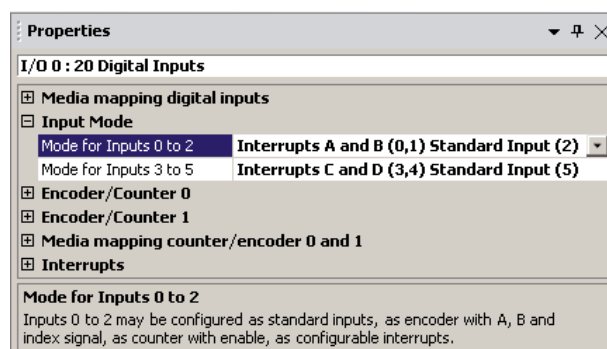 Properties
I/O 0 : 20 Digital Inputs
Media mapping digital inputs
Input Mode
Mode for Inputs 0 to 2 Interrupts A and B (0,1) Standard Input (2)
Mode for Inputs 3 to 5 Interrupts C and D (3,4) Standard Input (5)
Encoder/Counter 0
Encoder/Counter 1
Media mapping counter/encoder 0 and 1
Interrupts
Mode for Inputs 0 to 2
Inputs 0 to 2 may be configured as standard inputs, as encoder with A, B and
index signal, as counter with enable, as configurable interrupts.